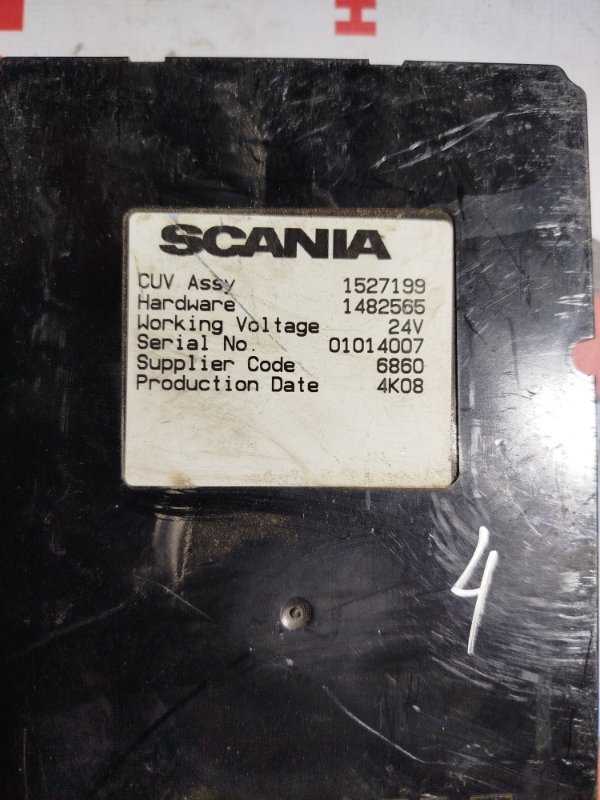 SCANIA
CUV Assy 1527199
Hardware 1482565
Working Voltage 24V
Serial No. 01014007
Supplier Code 6860
Production Date 4K08
4